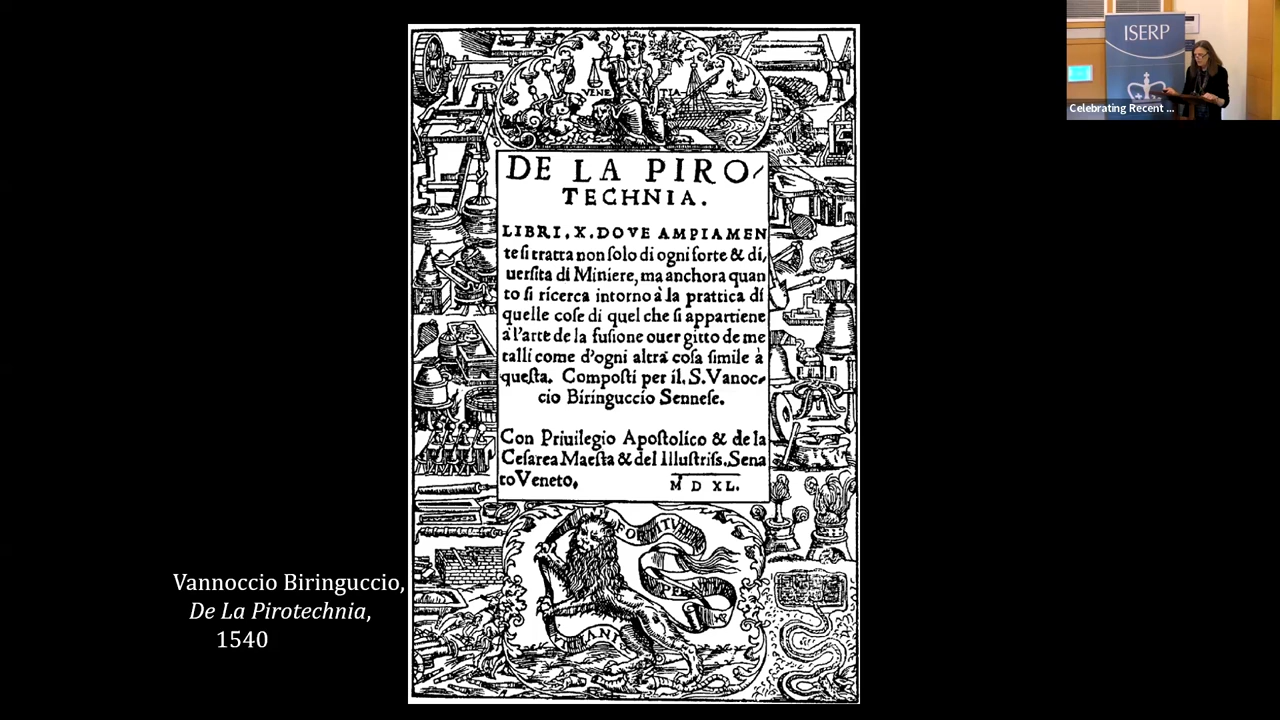 ISERP
Celebrating Recent ...
VENE TIA
DE LA PIRO-
TECHNIA.
LIBRI. X. DOVE AMPIAMEN
te si tratta non solo di ogni sorte & di,
uersita di Miniere, ma anchora quan
to si ricerca intorno à la prattica di
quelle cose di quel che si appartiene
à l'arte de la fusione ouer gitto de me
talli come d'ogni altra cosa simile à
questa. Composti per il. S. Vanoc-
cio Biringuccio Sennese.
Con Priuilegio Apostolico & de la
Cesarea Maesta & del Illustriss. Sena
to Veneto.
M D XL.
Vannoccio Biringuccio,
De La Pirotechnia,
1540